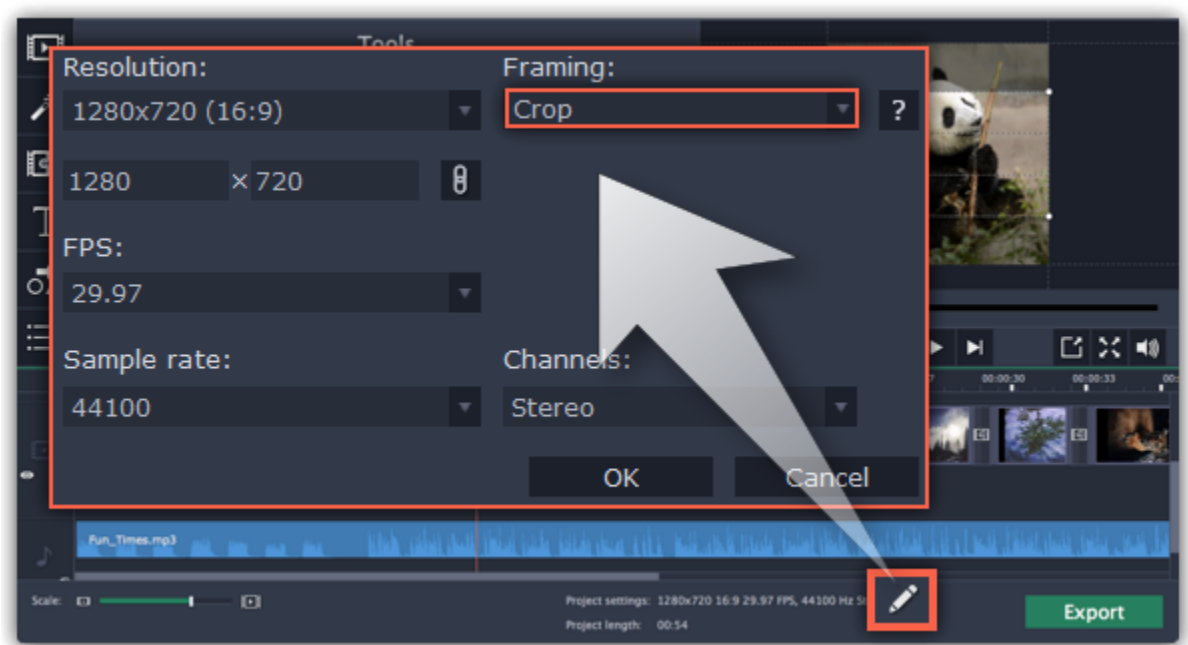 Tools
Resolution:
Framing:
1280x720 (16:9)
Crop
?
1280 × 720
FPS:
29.97
Sample rate:
Channels:
44100
Stereo
OK
Cancel
00:00:30
00:00:33
Fun_Times.mp3
Scale:
Project settings: 1280x720 16:9 29.97 FPS, 44100 Hz
Project length: 00:54
Export